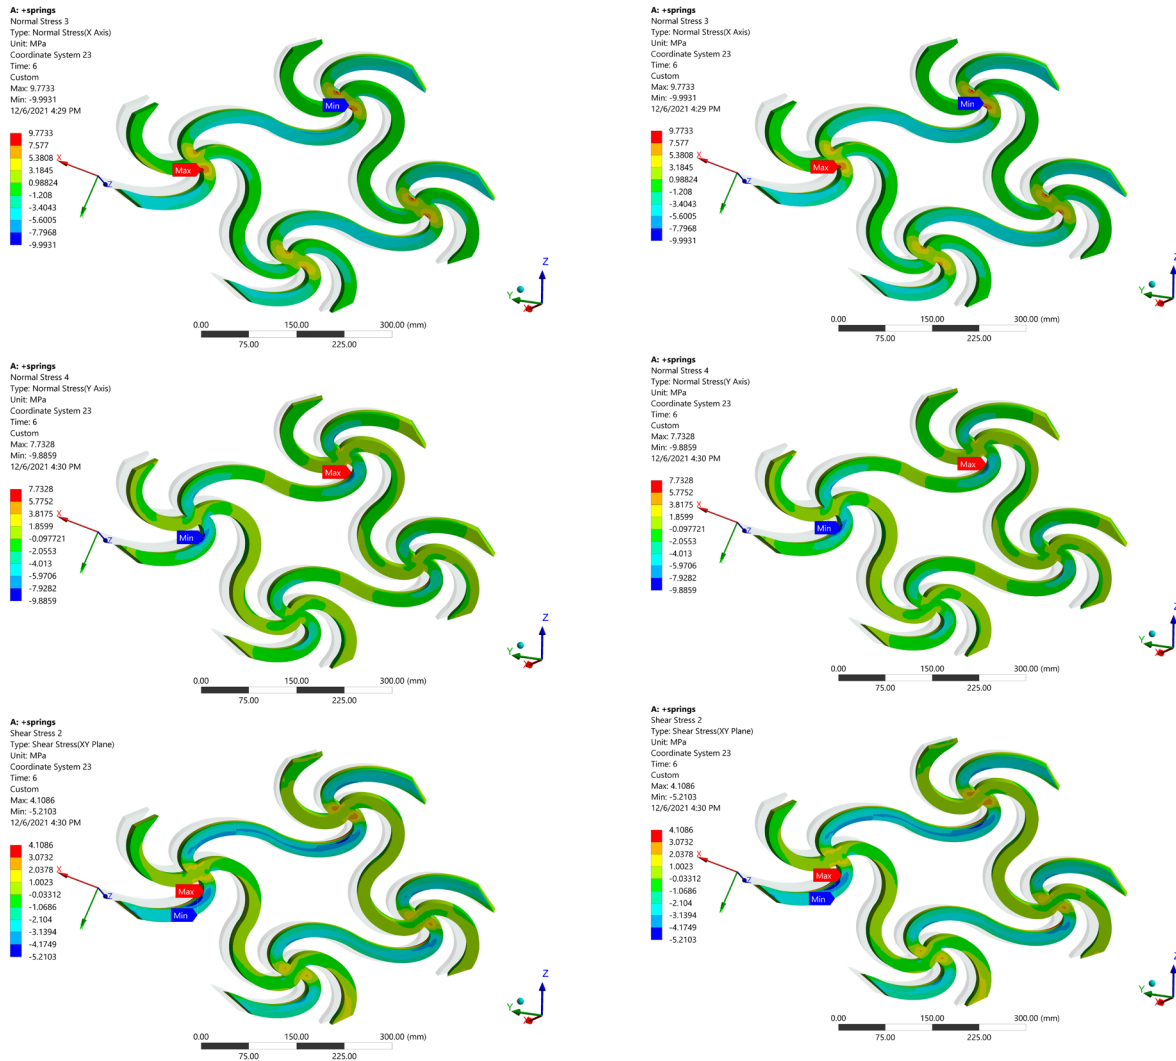 A: +springs
Normal Stress 3
Type: Normal Stress(X Axis)
Unit: MPa
Coordinate System 23
Time: 6
Custom
Max: 9.7733
Min: -9.9931
12/6/2021 4:29 PM
9.7733
7.577
5.3808
3.1845
0.98824
-1.208
-3.4043
-5.6005
-7.7968
-9.9931
X
Z
Min
Max
Z
Y
X
0.00 150.00 300.00 (mm)
75.00 225.00
A: +springs
Normal Stress 3
Type: Normal Stress(X Axis)
Unit: MPa
Coordinate System 23
Time: 6
Custom
Max: 9.7733
Min: -9.9931
12/6/2021 4:29 PM
9.7733
7.577
5.3808
3.1845
0.98824
-1.208
-3.4043
-5.6005
-7.7968
-9.9931
X
Z
Min
Max
Z
Y
X
0.00 150.00 300.00 (mm)
75.00 225.00
A: +springs
Normal Stress 4
Type: Normal Stress(Y Axis)
Unit: MPa
Coordinate System 23
Time: 6
Custom
Max: 7.7328
Min: -9.8859
12/6/2021 4:30 PM
7.7328
5.7752
3.8175
1.8599
-0.097721
-2.0553
-4.013
-5.9706
-7.9282
-9.8859
X
Z
Max
Min
Z
Y
X
0.00 150.00 300.00 (mm)
75.00 225.00
A: +springs
Normal Stress 4
Type: Normal Stress(Y Axis)
Unit: MPa
Coordinate System 23
Time: 6
Custom
Max: 7.7328
Min: -9.8859
12/6/2021 4:30 PM
7.7328
5.7752
3.8175
1.8599
-0.097721
-2.0553
-4.013
-5.9706
-7.9282
-9.8859
X
Z
Max
Min
Z
Y
X
0.00 150.00 300.00 (mm)
75.00 225.00
A: +springs
Shear Stress 2
Type: Shear Stress(XY Plane)
Unit: MPa
Coordinate System 23
Time: 6
Custom
Max: 4.1086
Min: -5.2103
12/6/2021 4:30 PM
4.1086
3.0732
2.0378
1.0023
-0.03312
-1.0686
-2.104
-3.1394
-4.1749
-5.2103
X
Z
Max
Min
Z
Y
X
0.00 150.00 300.00 (mm)
75.00 225.00
A: +springs
Shear Stress 2
Type: Shear Stress(XY Plane)
Unit: MPa
Coordinate System 23
Time: 6
Custom
Max: 4.1086
Min: -5.2103
12/6/2021 4:30 PM
4.1086
3.0732
2.0378
1.0023
-0.03312
-1.0686
-2.104
-3.1394
-4.1749
-5.2103
X
Z
Max
Min
Z
Y
X
0.00 150.00 300.00 (mm)
75.00 225.00